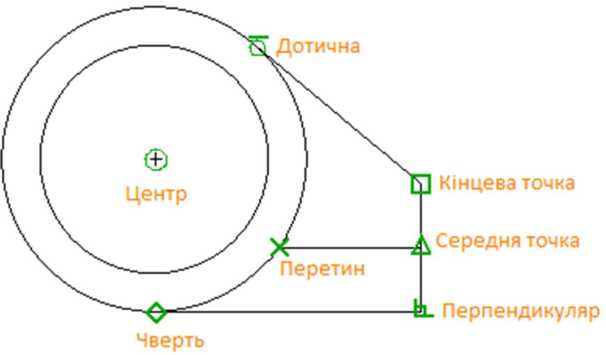 Дотична
Кінцева точка
Центр
Середня точка
Перетин
Перпендикуляр
Чверть